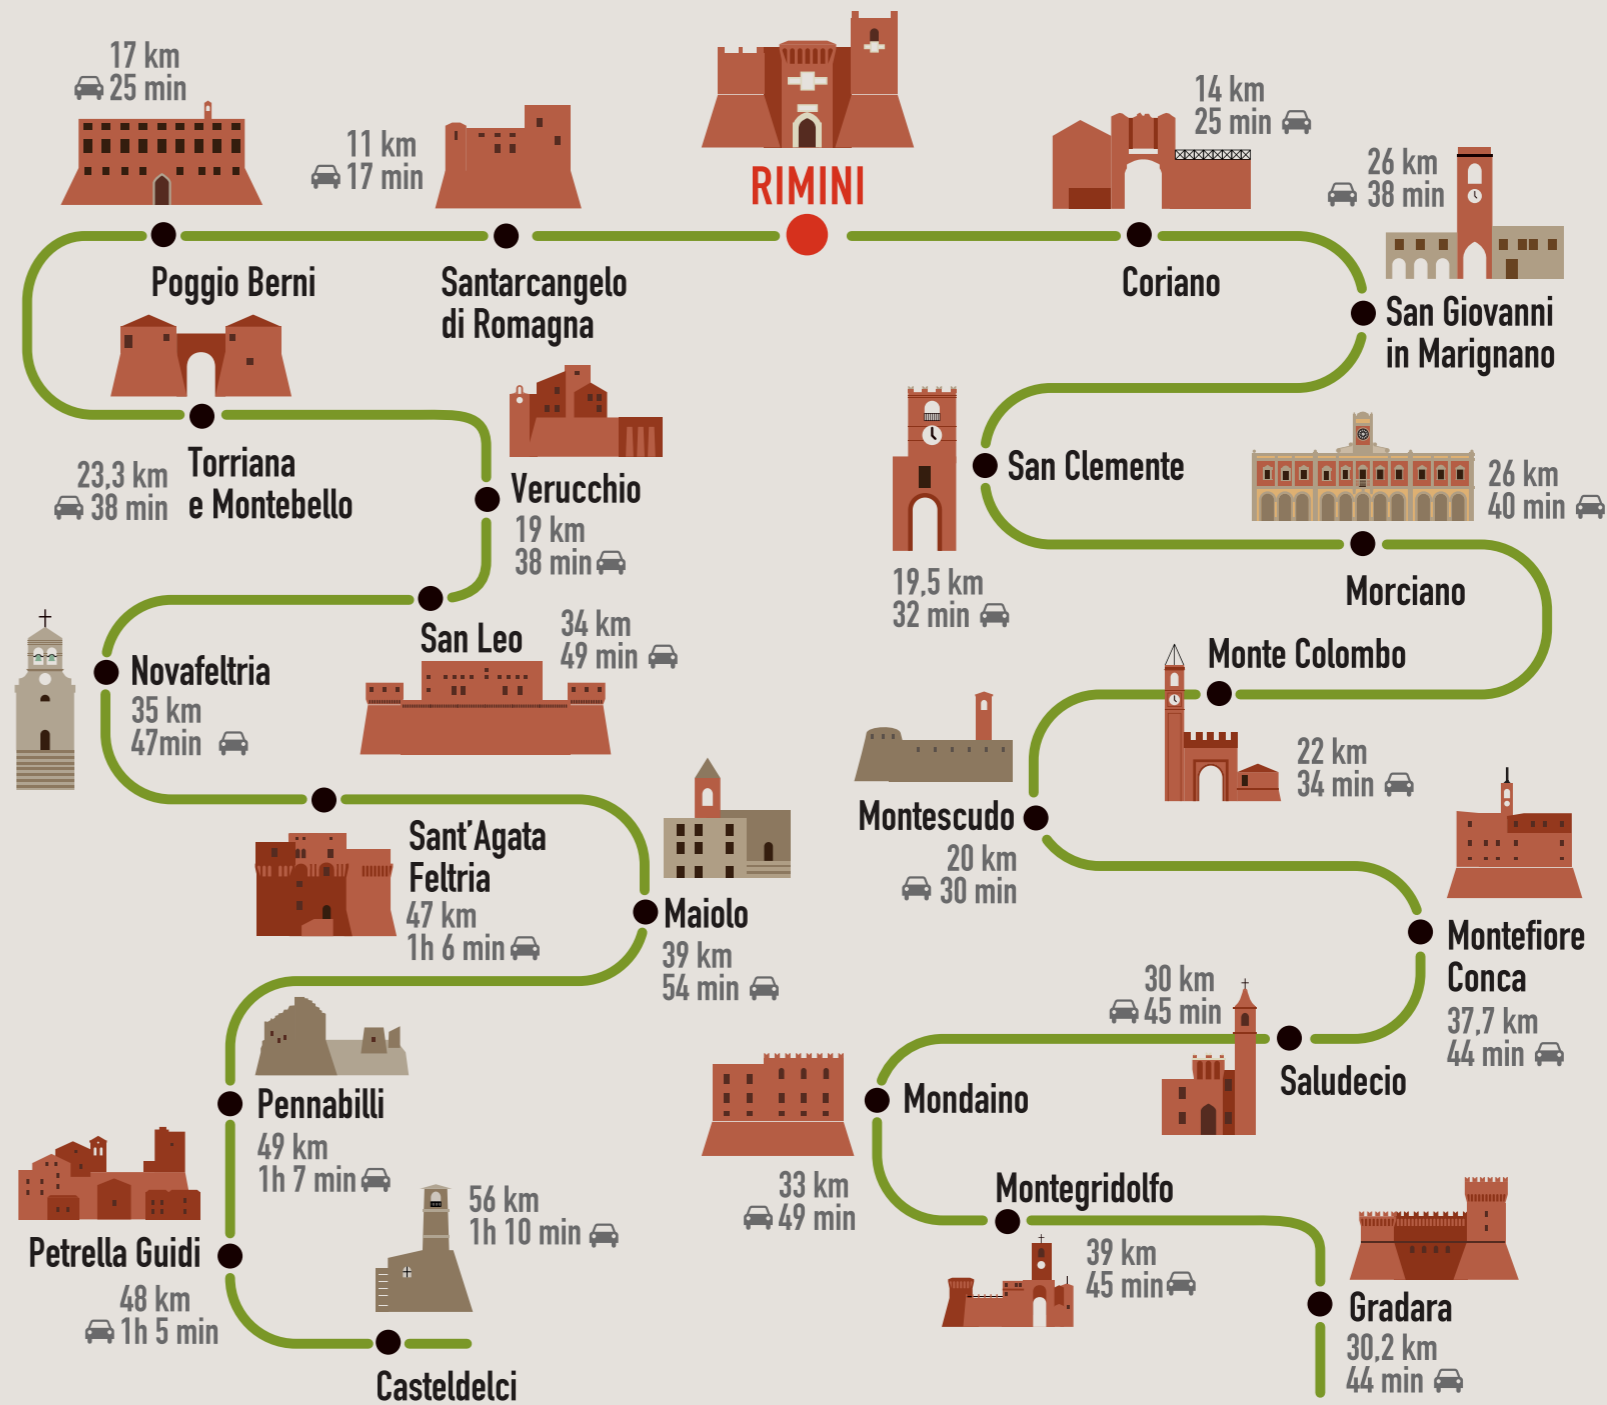 17 km
25 min
Poggio Berni
11 km
17 min
Santarcangelo
di Romagna
RIMINI
14 km
25 min
Coriano
26 km
38 min
San Giovanni
in Marignano
23,3 km
38 min
Torriana
e Montebello
Verucchio
19 km
38 min
San Clemente
19,5 km
32 min
26 km
40 min
Morciano
San Leo
34 km
49 min
Novafeltria
35 km
47min
Monte Colombo
22 km
34 min
Montescudo
20 km
30 min
Sant'Agata
Feltria
47 km
1h 6 min
Maiolo
39 km
54 min
Montefiore
Conca
37,7 km
44 min
30 km
45 min
Saludecio
Pennabilli
49 km
1h 7 min
Mondaino
33 km
49 min
Montegridolfo
39 km
45 min
Petrella Guidi
48 km
1h 5 min
56 km
1h 10 min
Casteldelci
Gradara
30,2 km
44 min